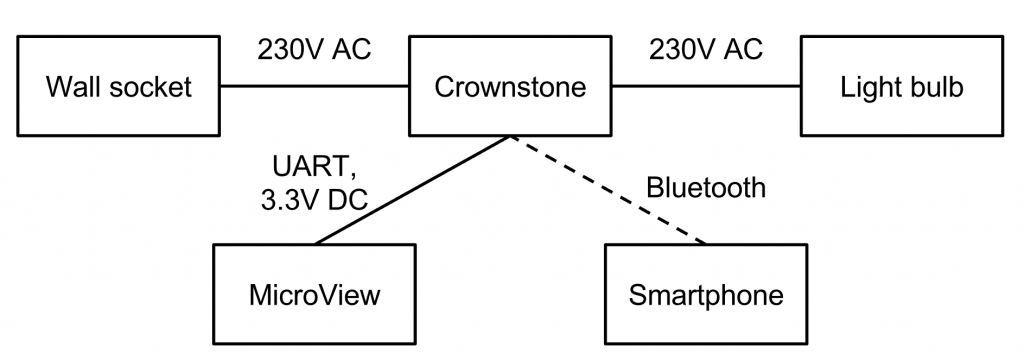 230V AC
230V AC
Wall socket
Crownstone
Light bulb
UART,
3.3V DC
Bluetooth
MicroView
Smartphone